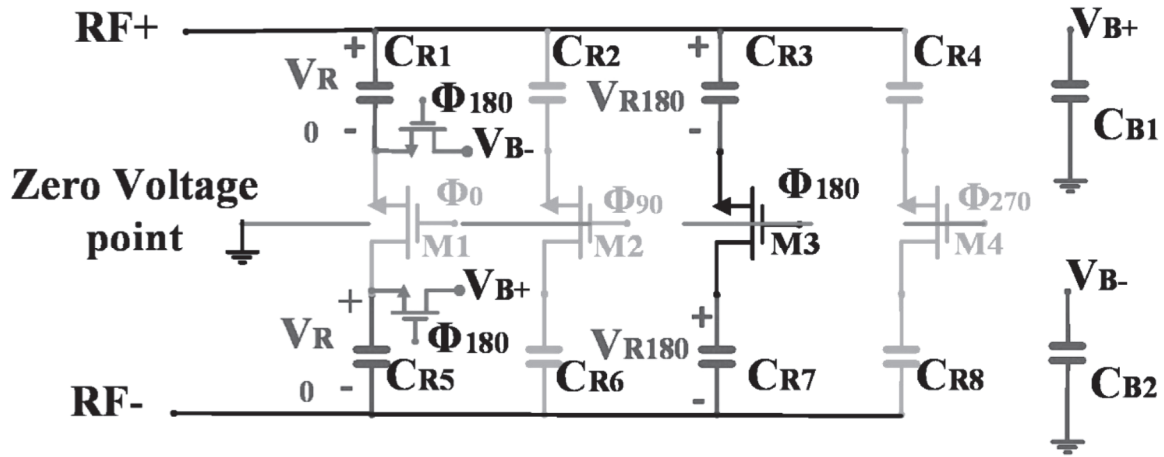 RF+
+ CR1 CR2 + CR3 CR4 VB+
VR Φ180 VR180
0 - VB- - CB1
Zero Voltage
point
Φ0 Φ90 Φ180 Φ270
M1 M2 M3 M4
+ VB+ VB-
VR Φ180 + VR180
0 - CR5 CR6 - CR7 CR8 CB2
RF-